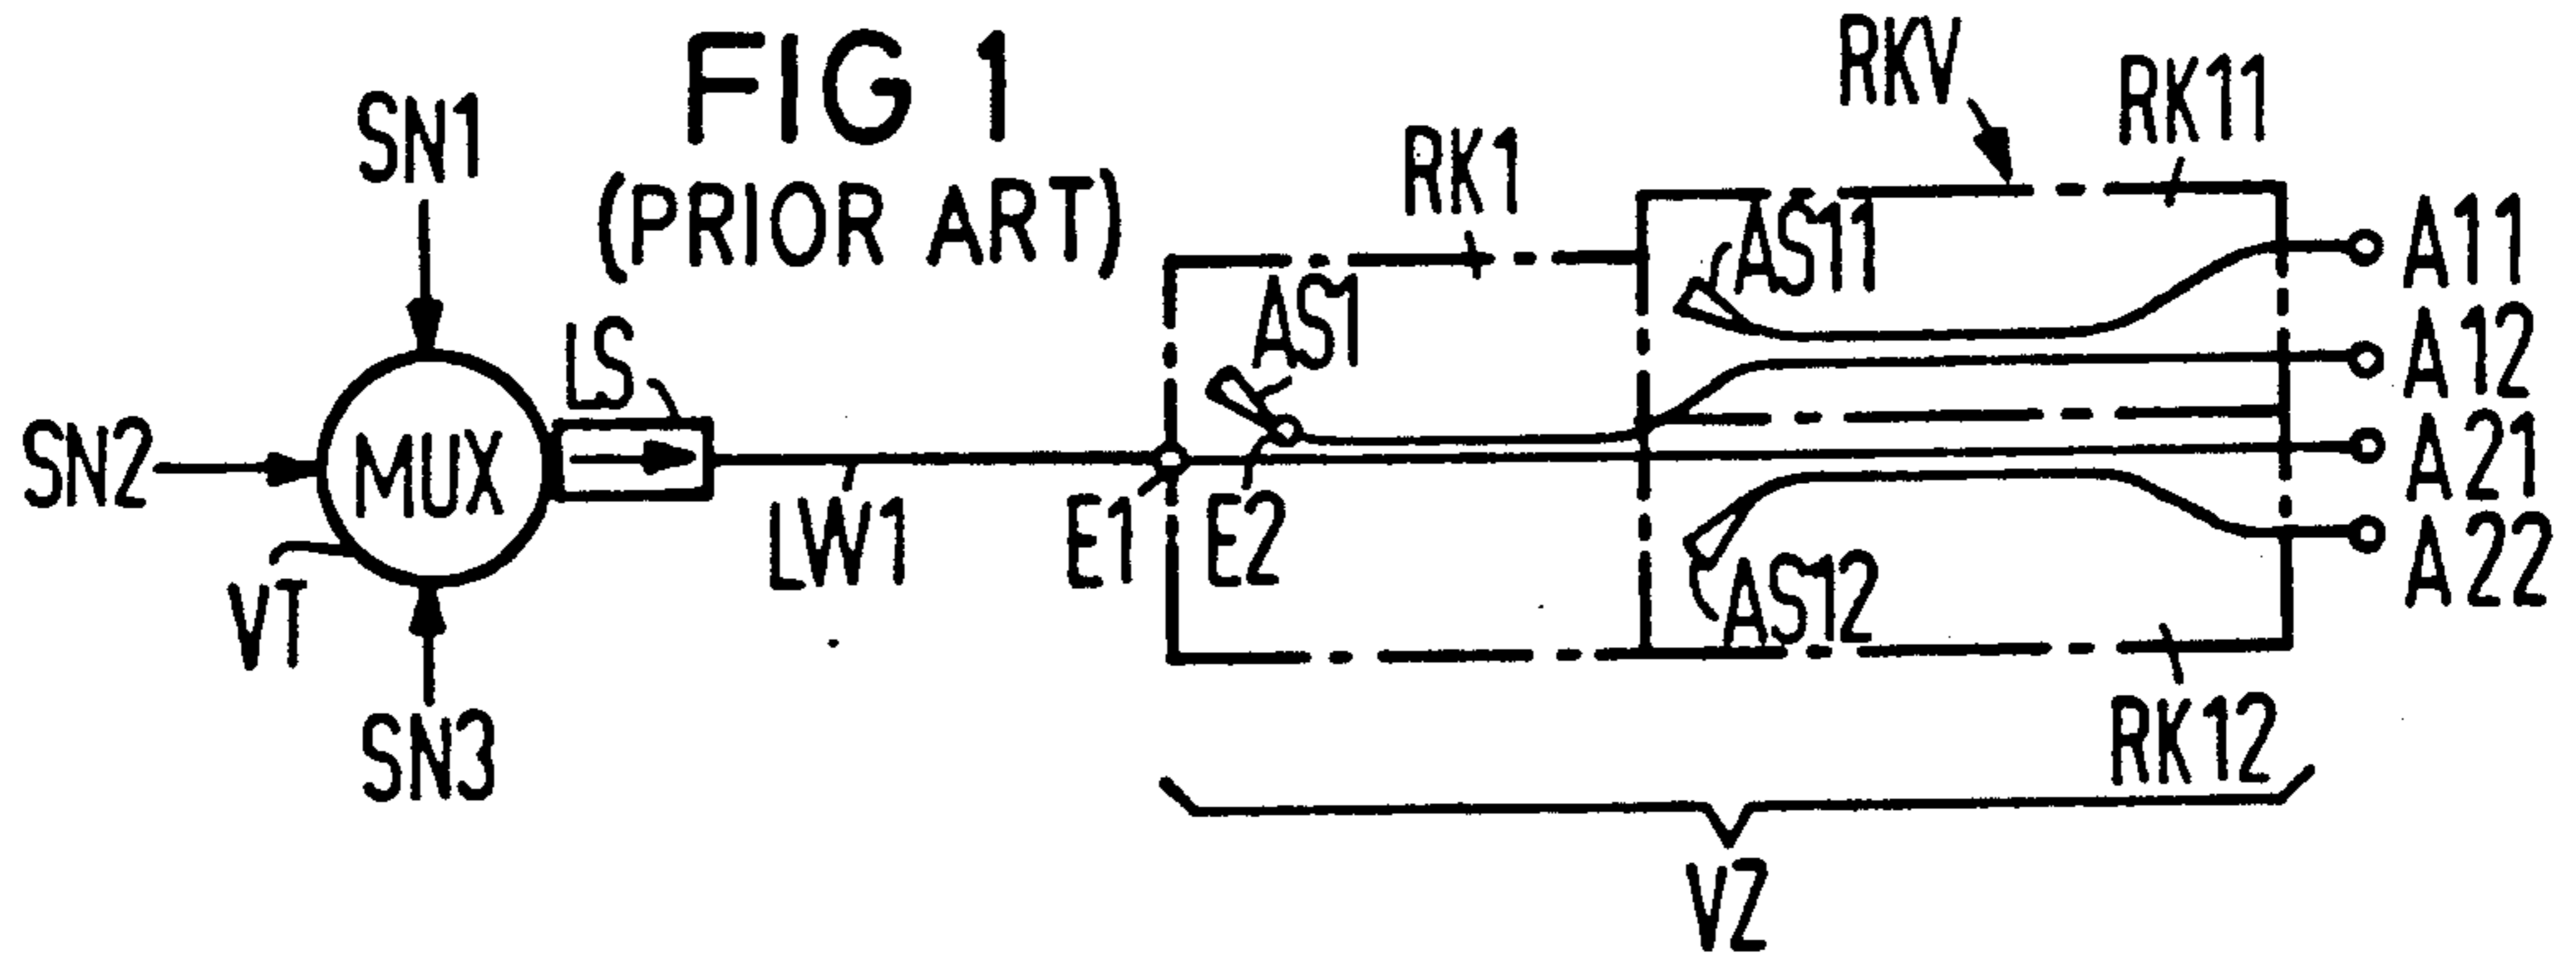 FIG 1
(PRIOR ART)
SN1
SN2
SN3
MUX
VT
LS
LW1
E1
E2
RK1
AS1
RKV
RK11
AS11
AS12
RK12
A11
A12
A21
A22
VZ